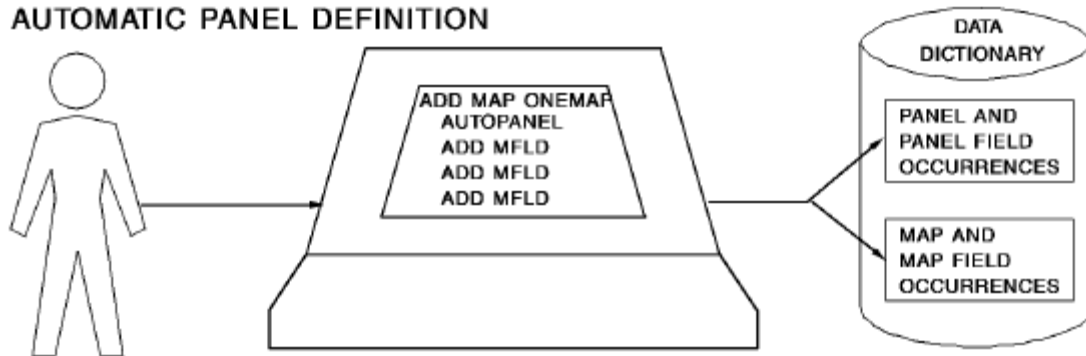 AUTOMATIC PANEL DEFINITION
ADD MAP ONEMAP
AUTOPANEL
ADD MFLD
ADD MFLD
ADD MFLD
DATA
DICTIONARY
PANEL AND
PANEL FIELD
OCCURRENCES
MAP AND
MAP FIELD
OCCURRENCES